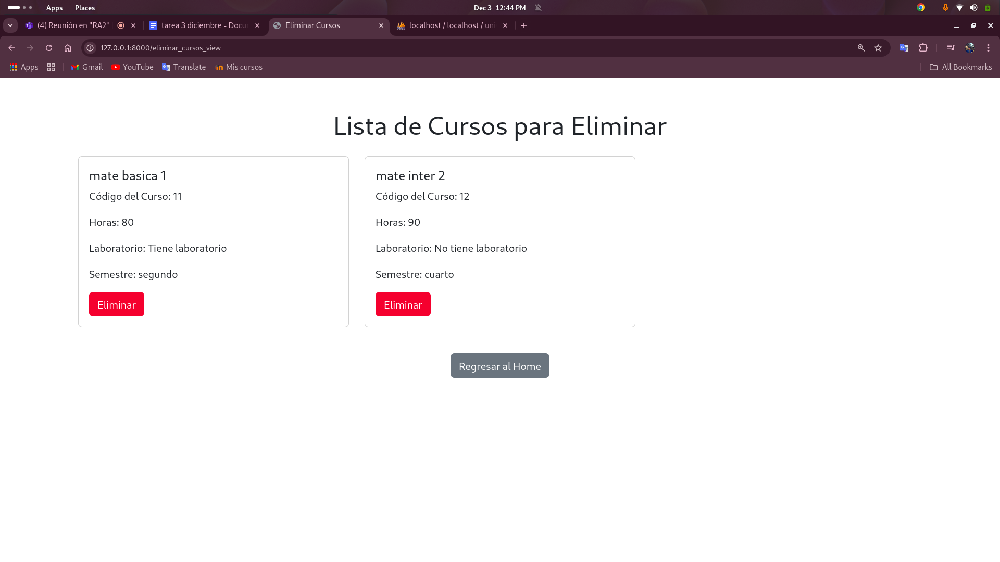 Apps Places Dec 3 12:44 PM
(4) Reunión en "RA2" tarea 3 diciembre - Docu Eliminar Cursos localhost / localhost / uni
127.0.0.1:8000/eliminar_cursos_view
Apps Gmail YouTube Translate Mis cursos All Bookmarks
Lista de Cursos para Eliminar
mate basica 1
Código del Curso: 11
Horas: 80
Laboratorio: Tiene laboratorio
Semestre: segundo
Eliminar
mate inter 2
Código del Curso: 12
Horas: 90
Laboratorio: No tiene laboratorio
Semestre: cuarto
Eliminar
Regresar al Home